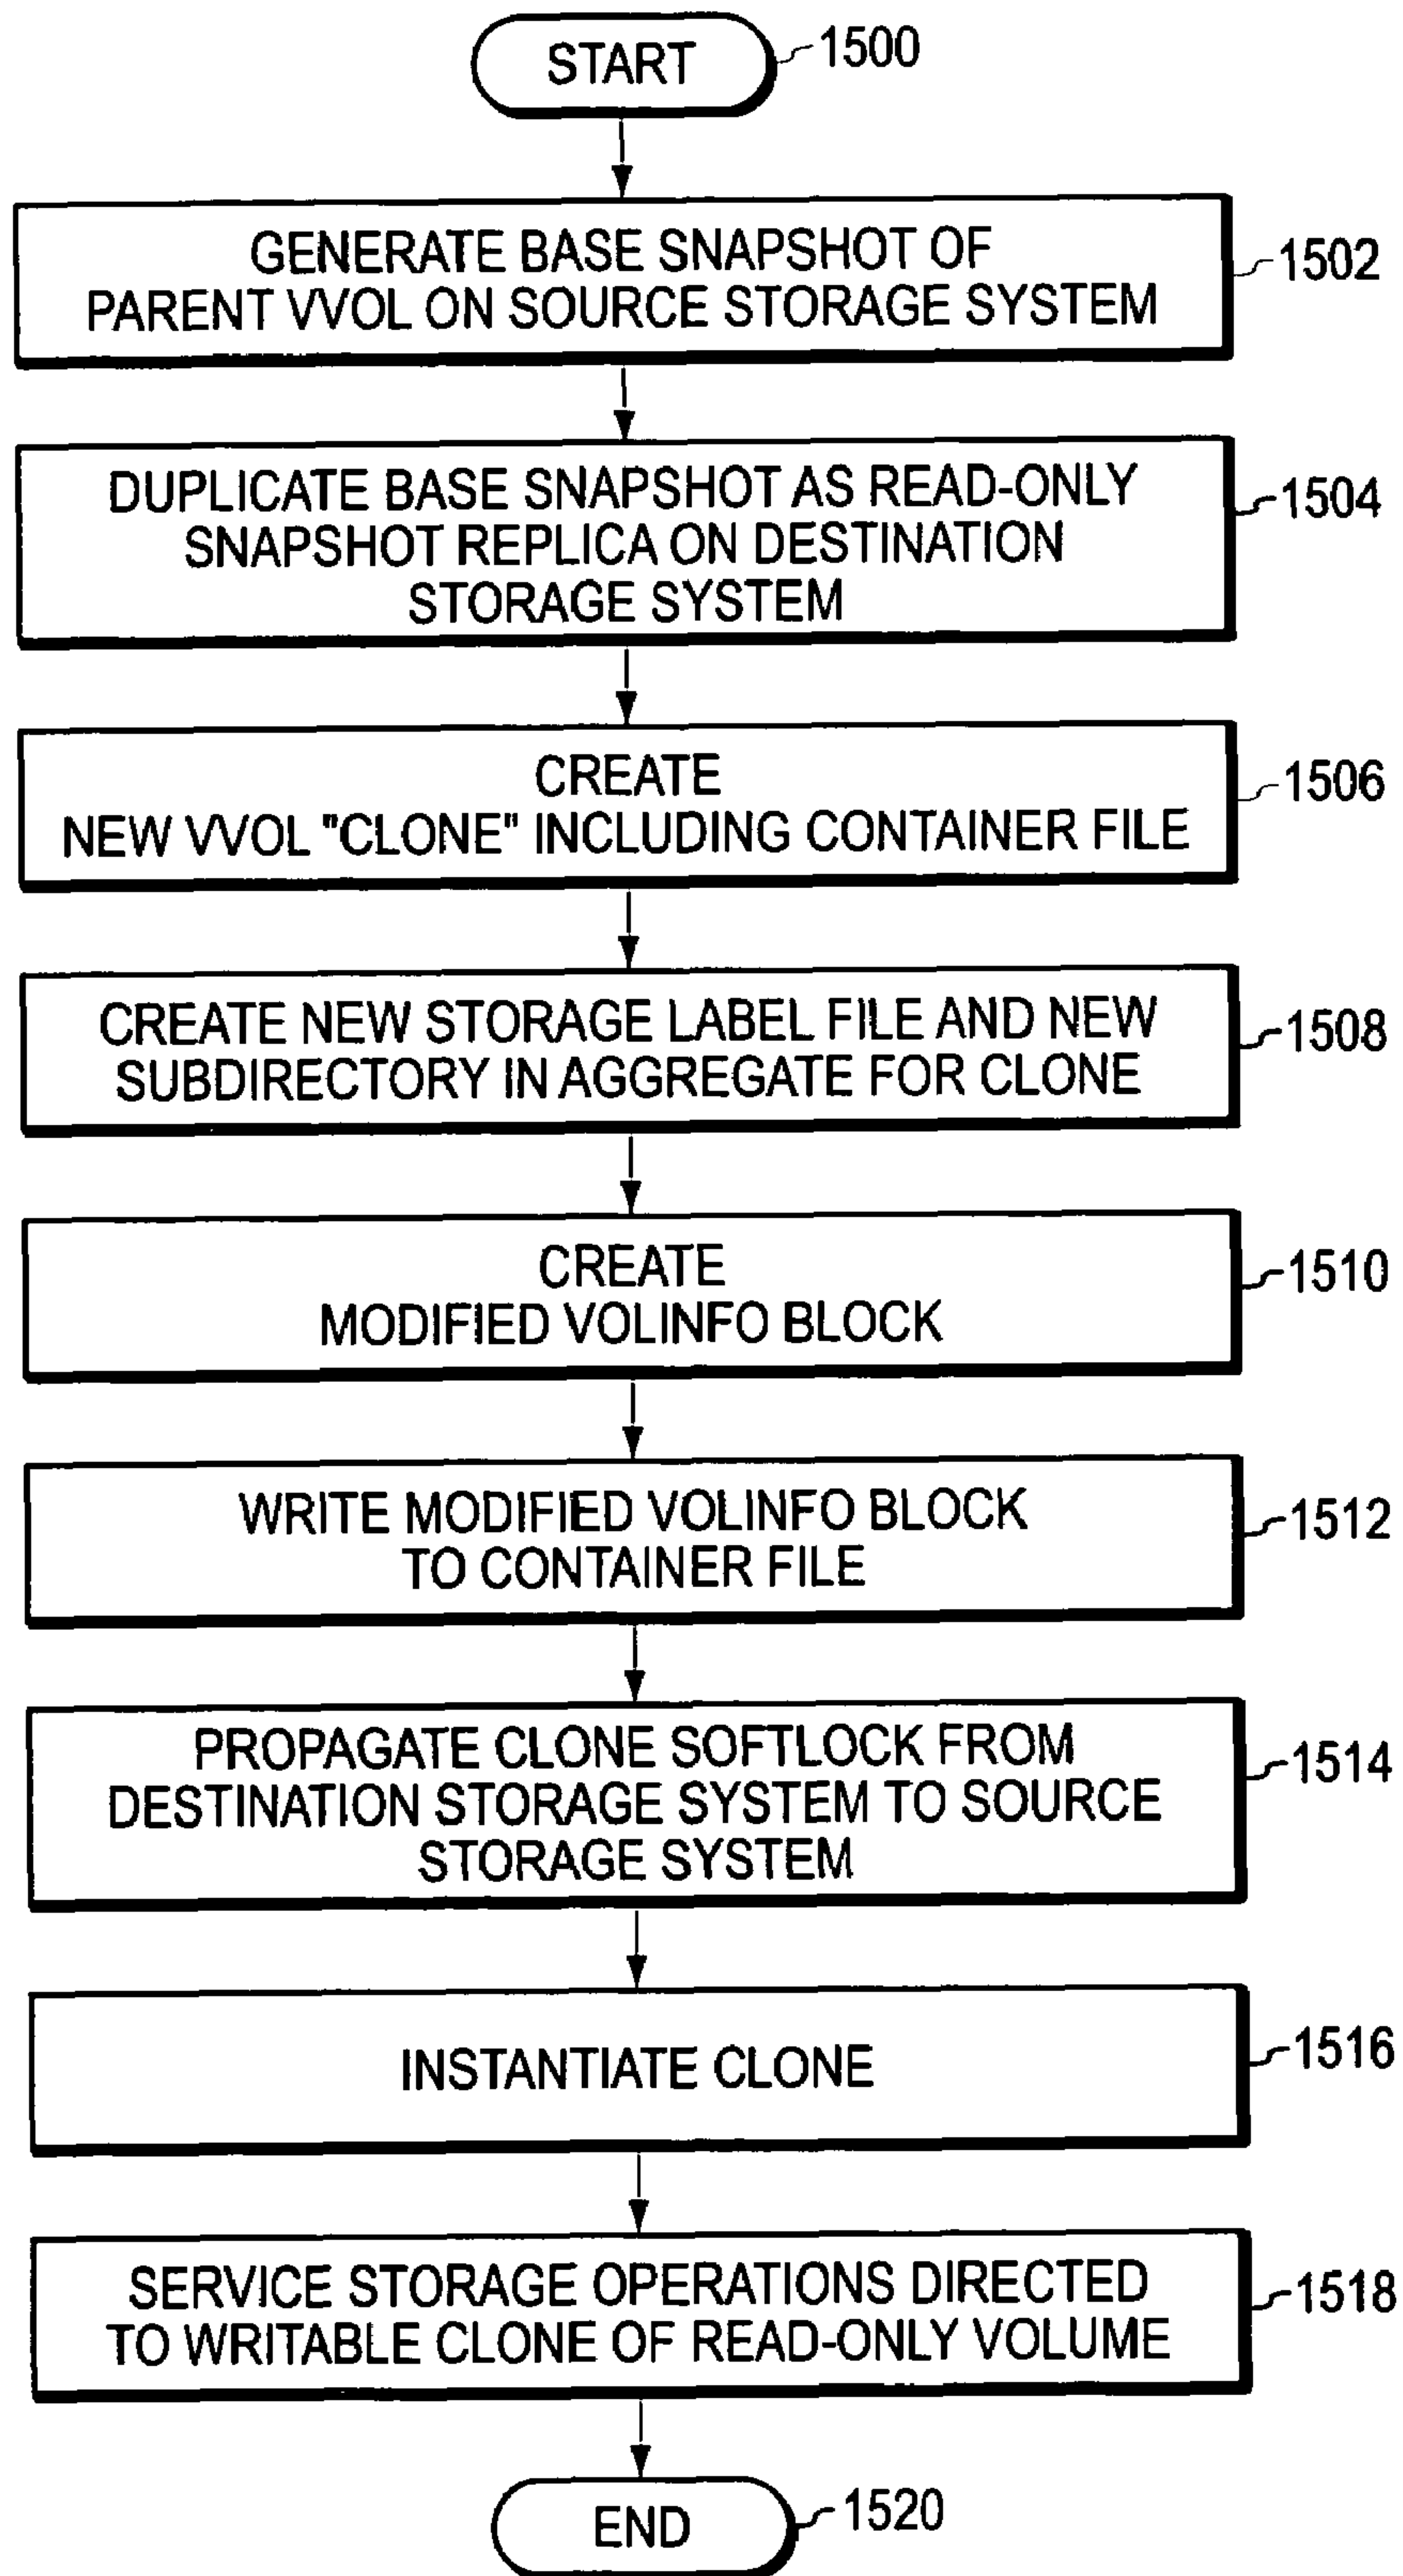 START
1500
GENERATE BASE SNAPSHOT OF
PARENT VVOL ON SOURCE STORAGE SYSTEM
1502
DUPLICATE BASE SNAPSHOT AS READ-ONLY
SNAPSHOT REPLICA ON DESTINATION
STORAGE SYSTEM
1504
CREATE
NEW VVOL "CLONE" INCLUDING CONTAINER FILE
1506
CREATE NEW STORAGE LABEL FILE AND NEW
SUBDIRECTORY IN AGGREGATE FOR CLONE
1508
CREATE
MODIFIED VOLINFO BLOCK
1510
WRITE MODIFIED VOLINFO BLOCK
TO CONTAINER FILE
1512
PROPAGATE CLONE SOFTLOCK FROM
DESTINATION STORAGE SYSTEM TO SOURCE
STORAGE SYSTEM
1514
INSTANTIATE CLONE
1516
SERVICE STORAGE OPERATIONS DIRECTED
TO WRITABLE CLONE OF READ-ONLY VOLUME
1518
END
1520